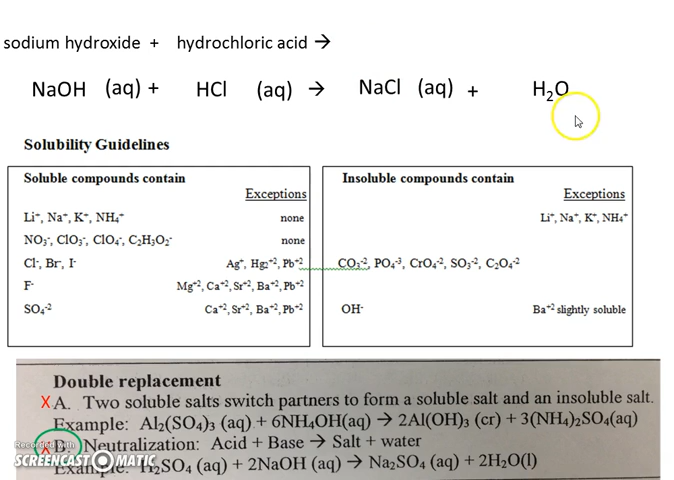 sodium hydroxide + hydrochloric acid →
NaOH (aq) + HCl (aq) → NaCl (aq) + H₂O
Solubility Guidelines
Soluble compounds contain
Exceptions
Li⁺, Na⁺, K⁺, NH₄⁺ none
NO₃⁻, ClO₃⁻, ClO₄⁻, C₂H₃O₂⁻ none
Cl⁻, Br⁻, I⁻ Ag⁺, Hg₂⁺², Pb⁺²
F⁻ Mg⁺², Ca⁺², Sr⁺², Ba⁺², Pb⁺²
SO₄⁻² Ca⁺², Sr⁺², Ba⁺², Pb⁺²
Insoluble compounds contain
Exceptions
Li⁺, Na⁺, K⁺, NH₄⁺
CO₃⁻², PO₄⁻³, CrO₄⁻², SO₃⁻², C₂O₄⁻²
OH⁻ Ba⁺² slightly soluble
Double replacement
X A. Two soluble salts switch partners to form a soluble salt and an insoluble salt.
Example: Al₂(SO₄)₃ (aq) + 6NH₄OH(aq) → 2Al(OH)₃ (cr) + 3(NH₄)₂SO₄(aq)
X B. Neutralization: Acid + Base → Salt + water
Example: H₂SO₄ (aq) + 2NaOH (aq) → Na₂SO₄ (aq) + 2H₂O(l)
Recorded with
SCREENCAST-O-MATIC